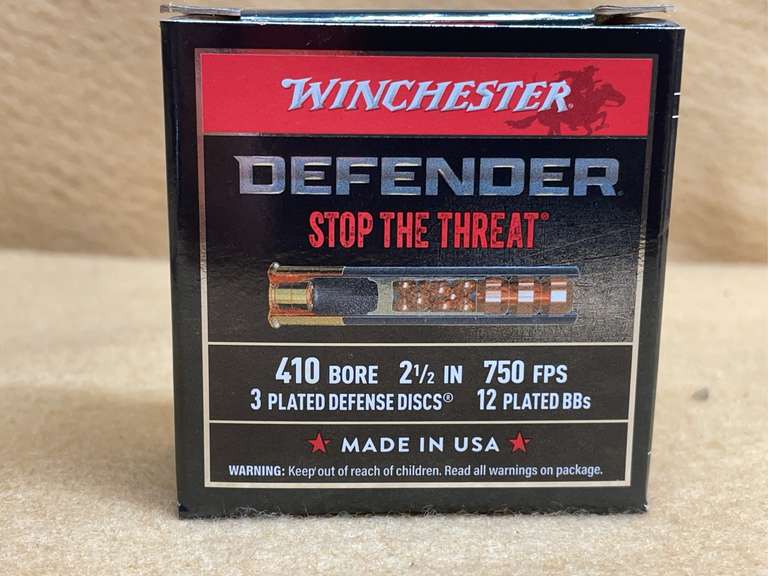 WINCHESTER®
DEFENDER®
STOP THE THREAT®
410 BORE 2½ IN 750 FPS
3 PLATED DEFENSE DISCS® 12 PLATED BBs
★ MADE IN USA ★
WARNING: Keep out of reach of children. Read all warnings on package.